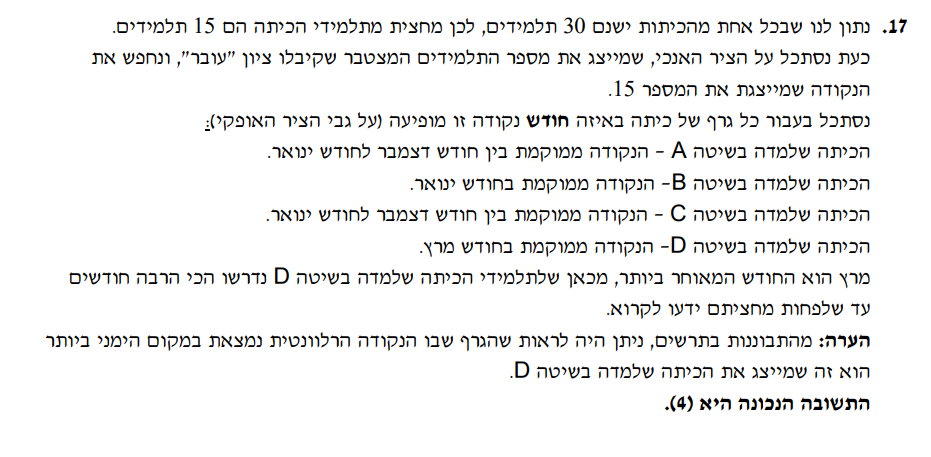 17. נתון לנו שבכל אחת מהכיתות ישנם 30 תלמידים, לכן מחצית מתלמידי הכיתה הם 15 תלמידים.
כעת נסתכל על הציר האנכי, שמייצג את מספר התלמידים המצטבר שקיבלו ציון "עובר", ונחפש את
הנקודה שמייצגת את המספר 15.
נסתכל בעבור כל גרף של כיתה באיזה חודש נקודה זו מופיעה (על גבי הציר האופקי):
הכיתה שלמדה בשיטה A – הנקודה ממוקמת בין חודש דצמבר לחודש ינואר.
הכיתה שלמדה בשיטה B– הנקודה ממוקמת בחודש ינואר.
הכיתה שלמדה בשיטה C – הנקודה ממוקמת בין חודש דצמבר לחודש ינואר.
הכיתה שלמדה בשיטה D– הנקודה ממוקמת בחודש מרץ.
מרץ הוא החודש המאוחר ביותר, מכאן שלתלמידי הכיתה שלמדה בשיטה D נדרשו הכי הרבה חודשים
עד שלפחות מחציתם ידעו לקרוא.
הערה: מהתבוננות בתרשים, ניתן היה לראות שהגרף שבו הנקודה הרלוונטית נמצאת במקום הימני ביותר
הוא זה שמייצג את הכיתה שלמדה בשיטה D.
התשובה הנכונה היא (4).